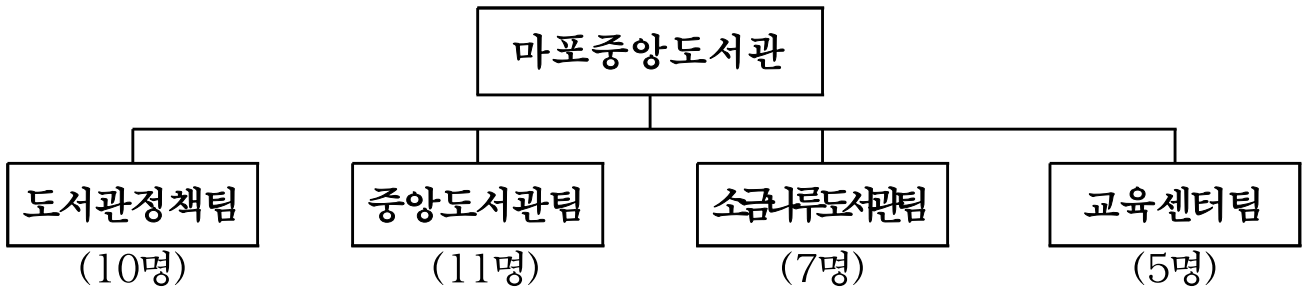 마포중앙도서관
도서관정책팀 중앙도서관팀 소금나루도서관팀 교육센터팀
(10명) (11명) (7명) (5명)